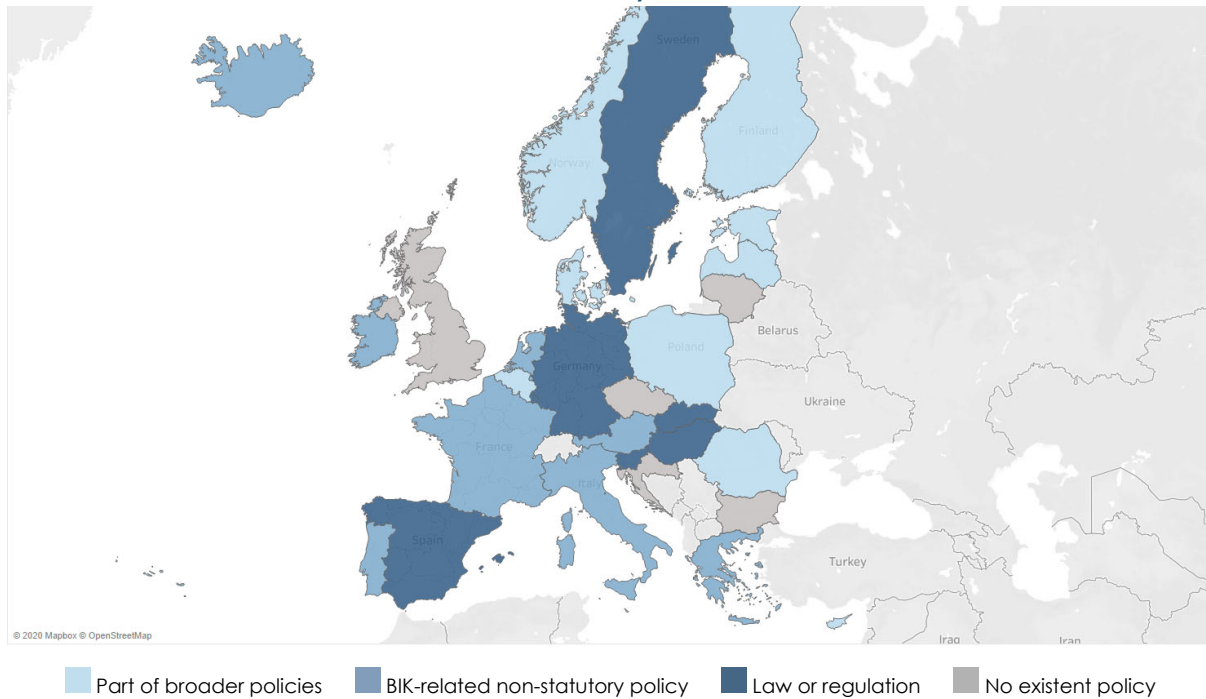 Sweden
Finland
Norway
Belarus
Poland
Germany
Ukraine
France
Italy
Spain
Turkey
Iraq
Iran
© 2020 Mapbox © OpenStreetMap
Part of broader policies BIK-related non-statutory policy Law or regulation No existent policy